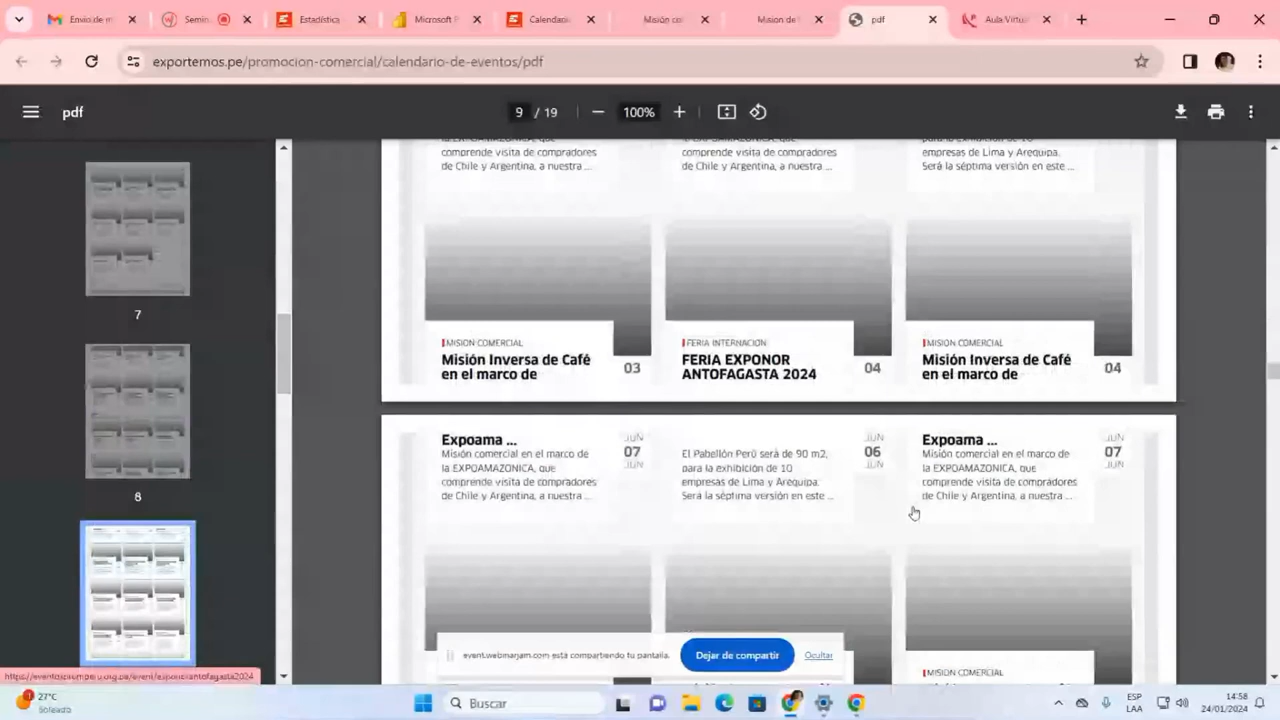 Envío de m
Semin
Estadística
Microsoft P
Calendario
Misión co
Mision de
pdf
Aula Virtu
exportemos.pe/promocion-comercial/calendario-de-eventos/pdf
pdf
9 / 19
100%
7
8
comprende visita de compradores
de Chile y Argentina, a nuestra ...
comprende visita de compradores
de Chile y Argentina, a nuestra ...
para la exhibición de 10
empresas de Lima y Arequipa.
Será la séptima versión en este ...
MISION COMERCIAL
Misión Inversa de Café
en el marco de
03
FERIA INTERNACION
FERIA EXPONOR
ANTOFAGASTA 2024
04
MISION COMERCIAL
Misión Inversa de Café
en el marco de
04
Expoama ...
Misión comercial en el marco de
la EXPOAMAZONICA, que
comprende visita de compradores
de Chile y Argentina, a nuestra ...
JUN
07
JUN
El Pabellón Perú será de 90 m2,
para la exhibición de 10
empresas de Lima y Arequipa.
Será la séptima versión en este ...
JUN
06
JUN
Expoama ...
Misión comercial en el marco de
la EXPOAMAZONICA, que
comprende visita de compradores
de Chile y Argentina, a nuestra ...
JUN
07
JUN
MISION COMERCIAL
event.webinarjam.com está compartiendo tu pantalla.
Dejar de compartir
Ocultar
27°C
Soleado
Buscar
ESP
LAA
14:58
24/01/2024